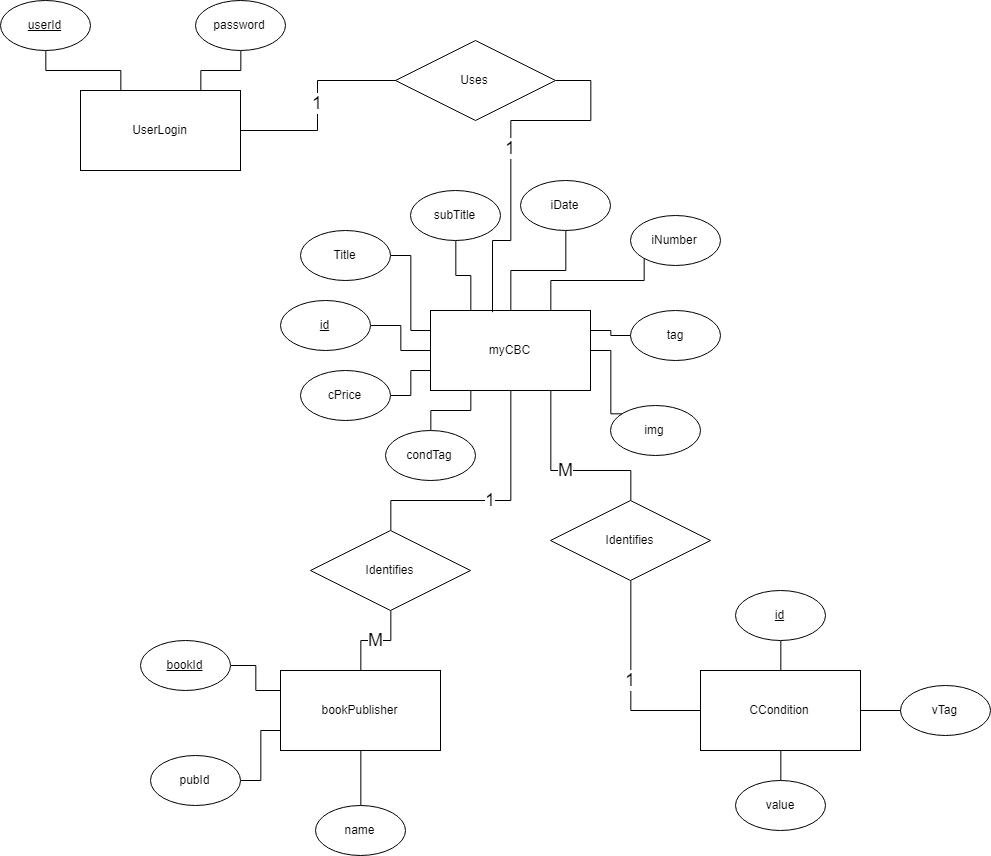 userId
password
Uses
1
UserLogin
1
subTitle
iDate
Title
iNumber
id
tag
myCBC
cPrice
img
condTag
M
1
Identifies
Identifies
id
M
bookId
1
bookPublisher
CCondition
vTag
pubId
value
name